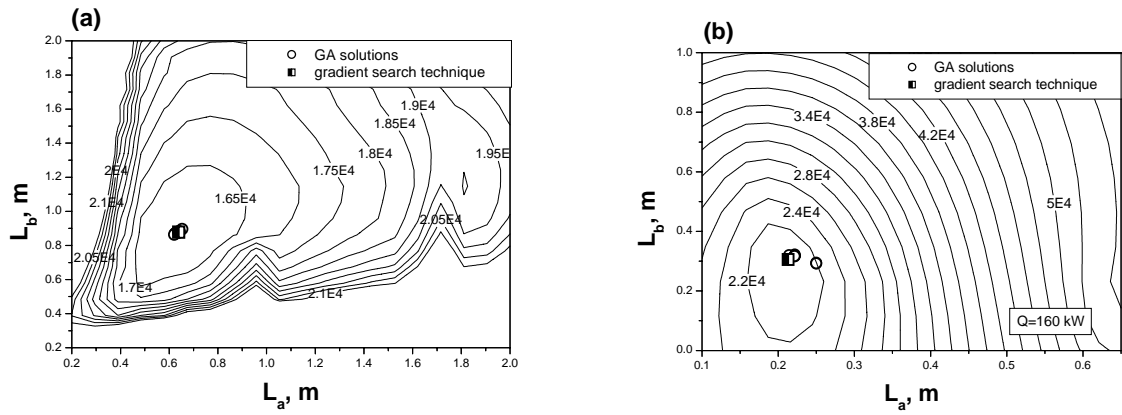 (a)
2.0
1.8
1.6
1.4
1.2
1.0
0.8
0.6
0.4
0.2
L_b, m
GA solutions
gradient search technique
1.9E4
1.85E4
1.8E4
1.95E
1.75E4
2E4
1.65E4
2.1E4
2.05E4
2.05E4
1.7E4
2.1E4
0.2 0.4 0.6 0.8 1.0 1.2 1.4 1.6 1.8 2.0
L_a, m
(b)
1.0
0.8
0.6
0.4
0.2
0.0
L_b, m
GA solutions
gradient search technique
3.4E4
3.8E4
4.2E4
2.8E4
5E4
2.4E4
2.2E4
Q=160 kW
0.1 0.2 0.3 0.4 0.5 0.6
L_a, m